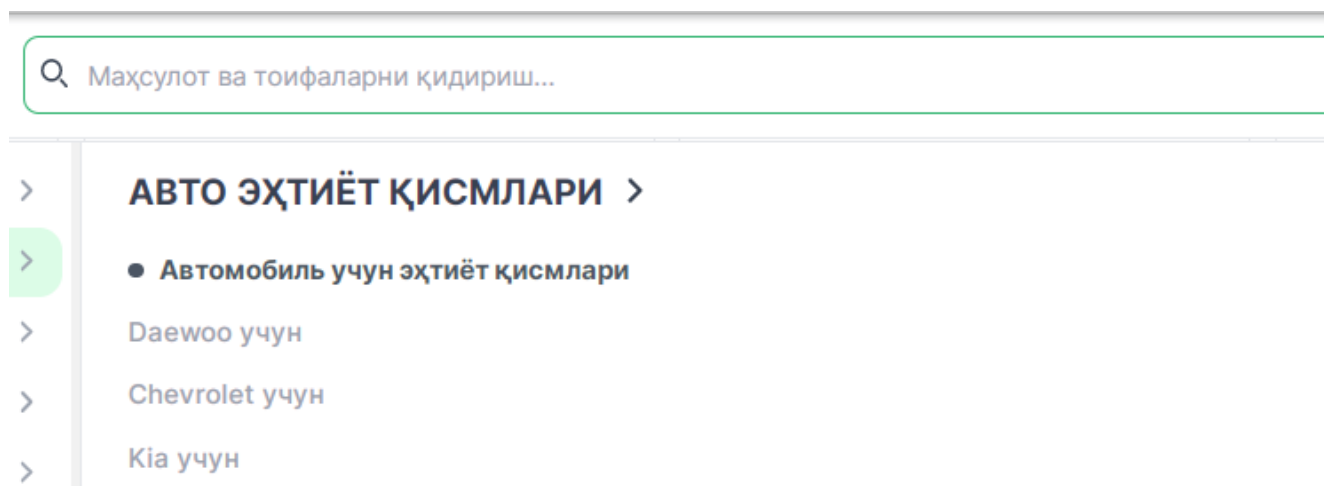 Маҳсулот ва тоифаларни қидириш...
АВТО ЭҲТИЁТ ҚИСМЛАРИ
Автомобиль учун эҳтиёт қисмлари
Daewoo учун
Chevrolet учун
Kia учун